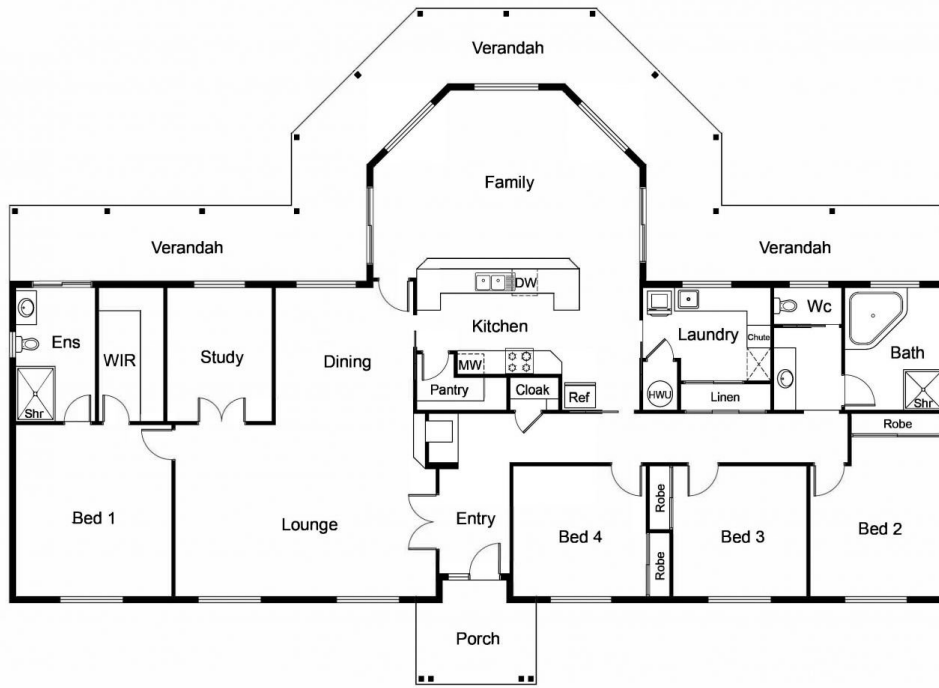 Verandah
Family
Verandah
Verandah
DW
Ens
WIR
Study
Dining
Kitchen
Laundry
Wc
Chute
Bath
MW
Pantry
Cloak
Ref
HWU
Linen
Shr
Shr
Robe
Bed 1
Lounge
Entry
Bed 4
Robe
Robe
Bed 3
Bed 2
Porch